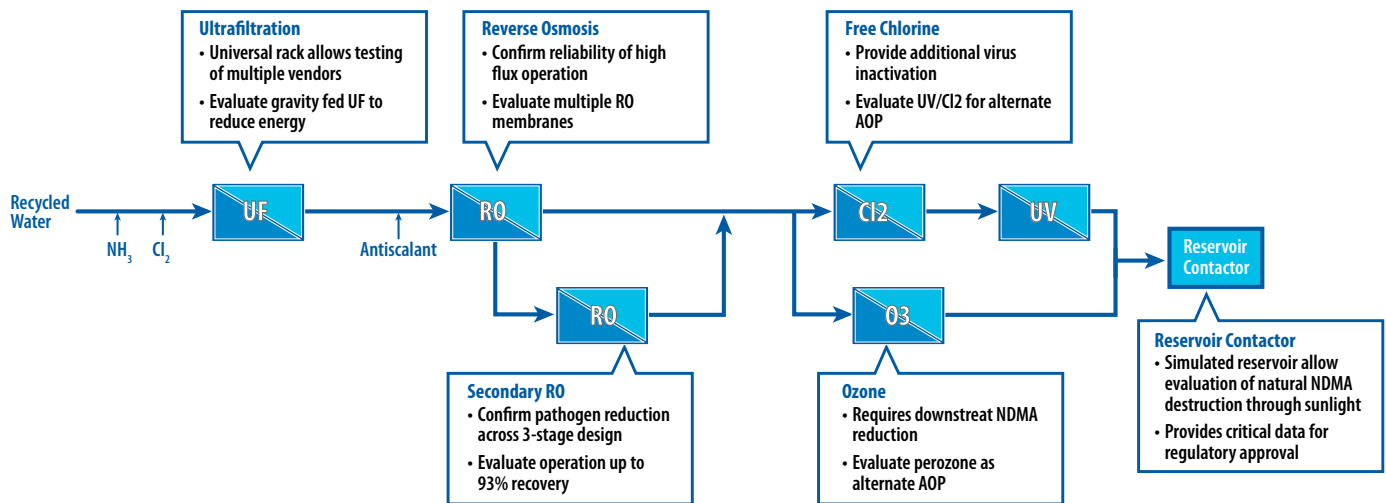 Ultrafiltration
• Universal rack allows testing
of multiple vendors
• Evaluate gravity fed UF to
reduce energy
Reverse Osmosis
• Confirm reliability of high
flux operation
• Evaluate multiple RO
membranes
Free Chlorine
• Provide additional virus
inactivation
• Evaluate UV/Cl2 for alternate
AOP
Recycled
Water
NH₃
Cl₂
UF
Antiscalant
RO
Cl2
UV
Reservoir
Contactor
RO
O3
Secondary RO
• Confirm pathogen reduction
across 3-stage design
• Evaluate operation up to
93% recovery
Ozone
• Requires downstreat NDMA
reduction
• Evaluate perozone as
alternate AOP
Reservoir Contactor
• Simulated reservoir allow
evaluation of natural NDMA
destruction through sunlight
• Provides critical data for
regulatory approval